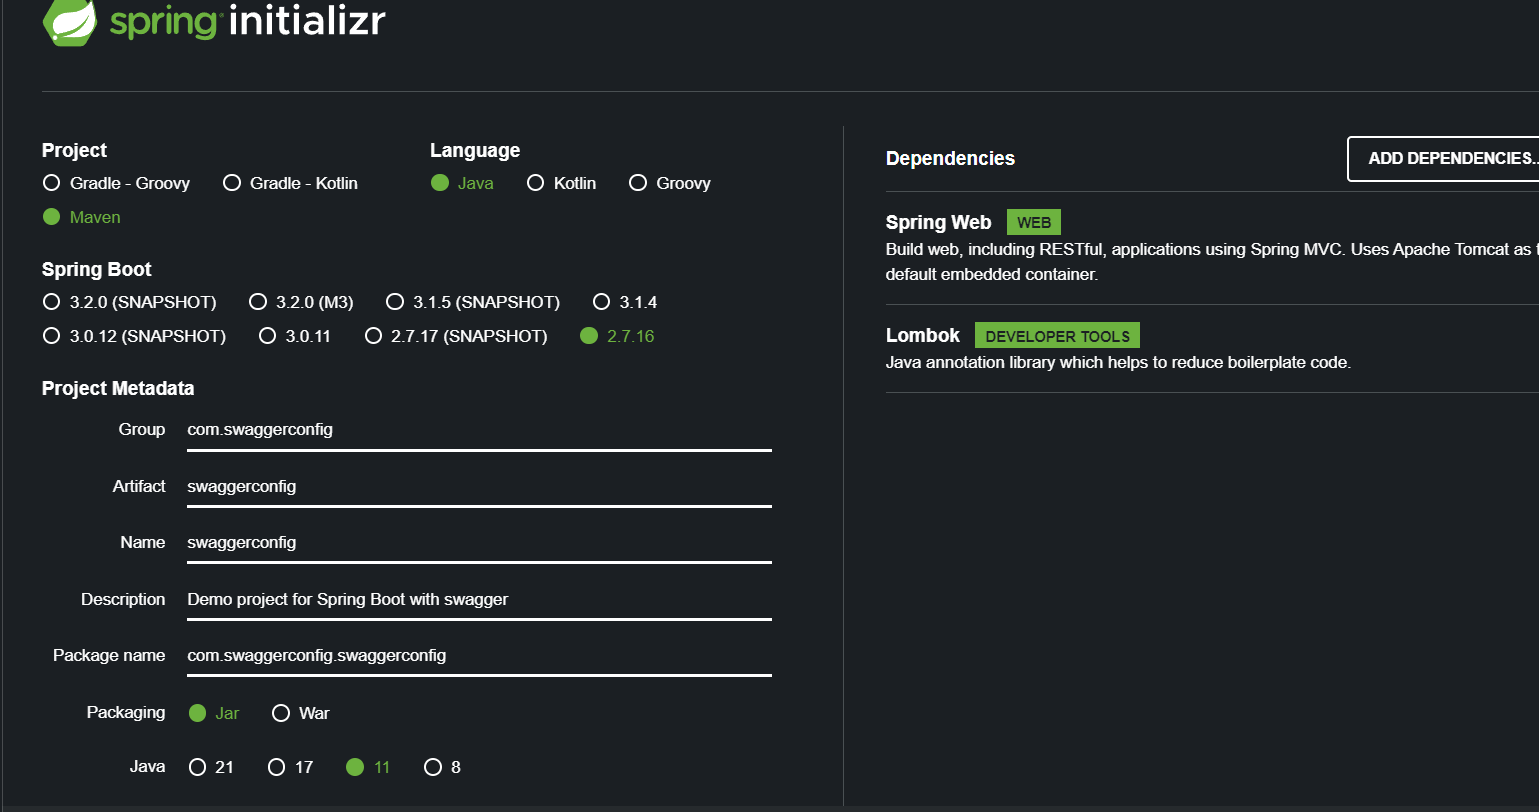 spring initializr
Project
Gradle - Groovy Gradle - Kotlin
Maven
Language
Java Kotlin Groovy
Spring Boot
3.2.0 (SNAPSHOT) 3.2.0 (M3) 3.1.5 (SNAPSHOT) 3.1.4
3.0.12 (SNAPSHOT) 3.0.11 2.7.17 (SNAPSHOT) 2.7.16
Project Metadata
Group com.swaggerconfig
Artifact swaggerconfig
Name swaggerconfig
Description Demo project for Spring Boot with swagger
Package name com.swaggerconfig.swaggerconfig
Packaging Jar War
Java 21 17 11 8
Dependencies ADD DEPENDENCIES..
Spring Web WEB
Build web, including RESTful, applications using Spring MVC. Uses Apache Tomcat as
default embedded container.
Lombok DEVELOPER TOOLS
Java annotation library which helps to reduce boilerplate code.